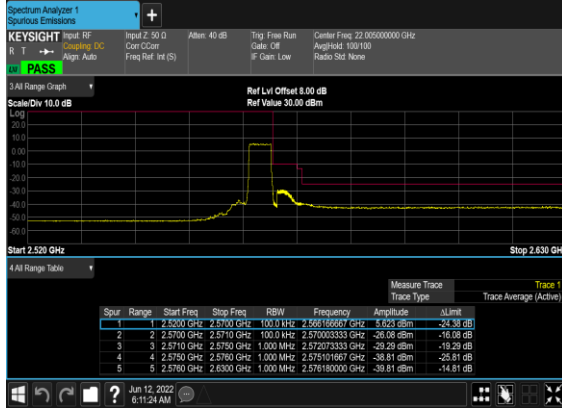 Spectrum Analyzer 1
Spurious Emissions
+
KEYSIGHT Input: RF Input Z: 50 Ω Atten: 40 dB Trig: Free Run Center Freq: 22.005000000 GHz
R T Coupling: DC Corr CCorr Gate: Off Avg|Hold: 100/100
Align: Auto Freq Ref: Int (S) IF Gain: Low Radio Std: None
PASS
3 All Range Graph
Ref Lvl Offset 8.00 dB
Scale/Div 10.0 dB Ref Value 30.00 dBm
Log
20.0
10.0
0.00
-10.0
-20.0
-30.0
-40.0
-50.0
-60.0
Start 2.520 GHz Stop 2.630 GH
4 All Range Table
Measure Trace Trace 1
Trace Type Trace Average (Active)
Spur Range Start Freq Stop Freq RBW Frequency Amplitude ΔLimit
1 1 2.5200 GHz 2.5700 GHz 100.0 kHz 2.566166667 GHz 5.623 dBm -24.38 dB
2 2 2.5700 GHz 2.5710 GHz 100.0 kHz 2.570003333 GHz -26.08 dBm -16.08 dB
3 3 2.5710 GHz 2.5750 GHz 1.000 MHz 2.572073333 GHz -29.29 dBm -19.29 dB
4 4 2.5750 GHz 2.5760 GHz 1.000 MHz 2.575101667 GHz -38.81 dBm -25.81 dB
5 5 2.5760 GHz 2.6300 GHz 1.000 MHz 2.576180000 GHz -39.81 dBm -14.81 dB
? Jun 12, 2022
6:11:24 AM